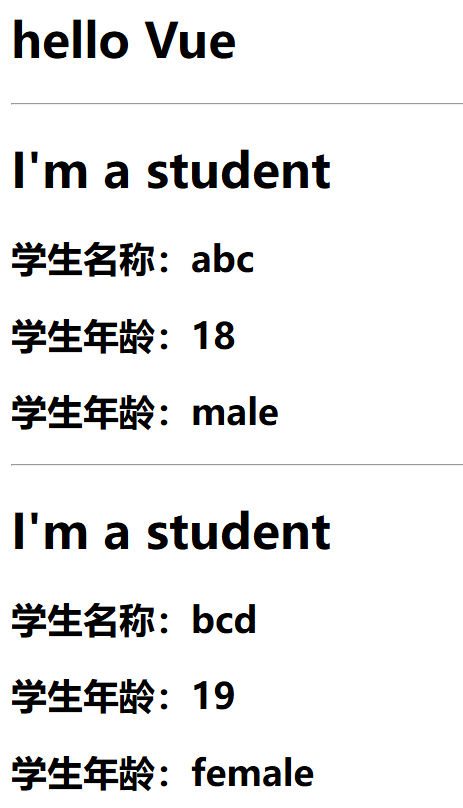 hello Vue
I'm a student
学生名称：abc
学生年龄：18
学生年龄：male
I'm a student
学生名称：bcd
学生年龄：19
学生年龄：female